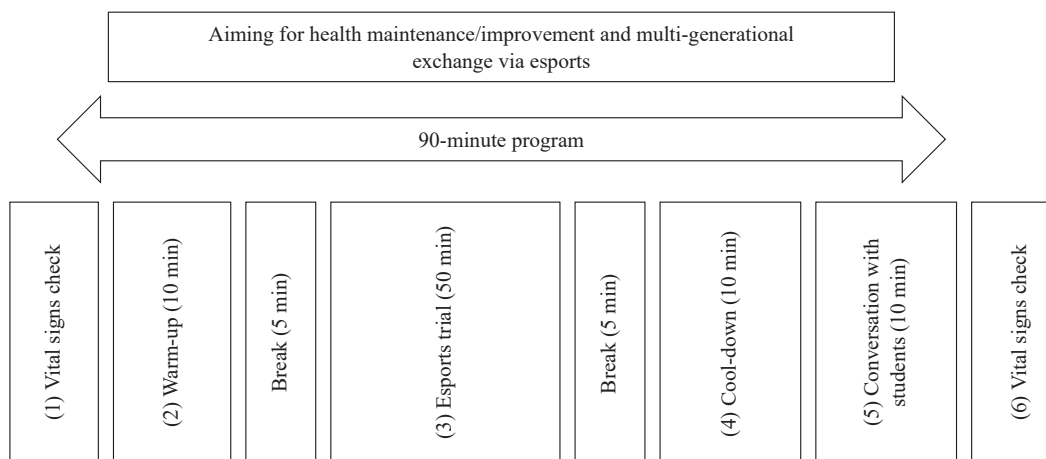 Aiming for health maintenance/improvement and multi-generational
exchange via esports
90-minute program
(1) Vital signs check
(2) Warm-up (10 min)
Break (5 min)
(3) Esports trial (50 min)
Break (5 min)
(4) Cool-down (10 min)
(5) Conversation with
students (10 min)
(6) Vital signs check